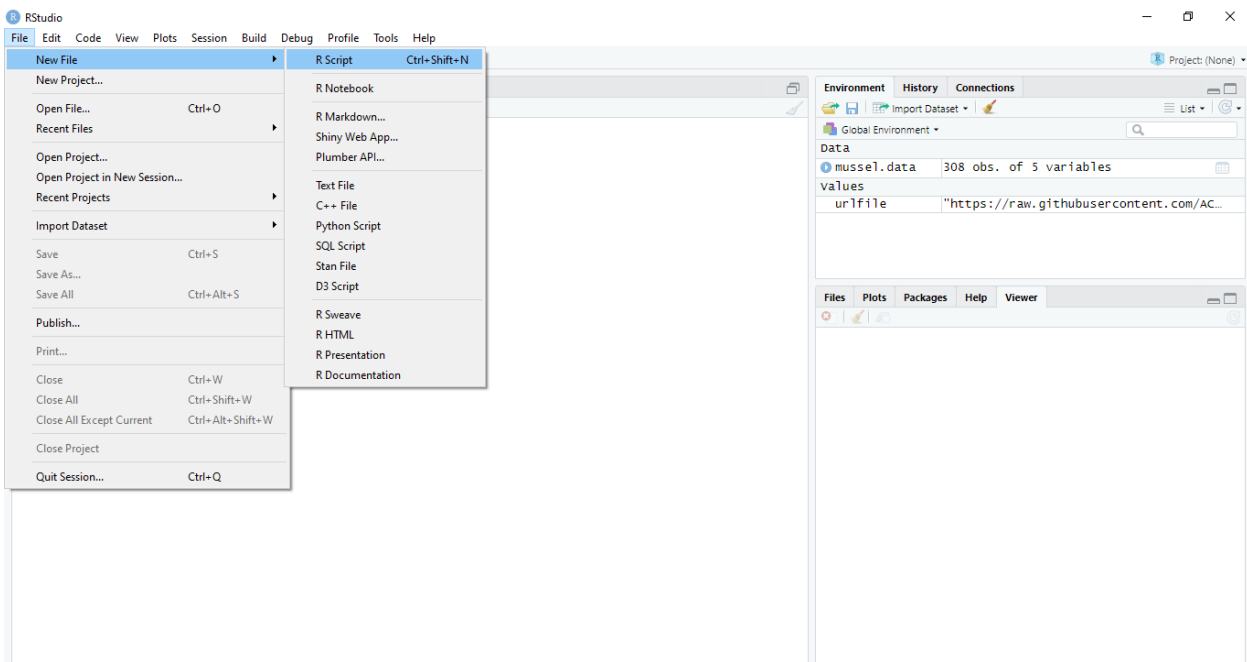 RStudio
File Edit Code View Plots Session Build Debug Profile Tools Help
New File
New Project...
Open File... Ctrl+O
Recent Files
Open Project...
Open Project in New Session...
Recent Projects
Import Dataset
Save Ctrl+S
Save As...
Save All Ctrl+Alt+S
Publish...
Print...
Close Ctrl+W
Close All Ctrl+Shift+W
Close All Except Current Ctrl+Alt+Shift+W
Close Project
Quit Session... Ctrl+Q
R Script Ctrl+Shift+N
R Notebook
R Markdown...
Shiny Web App...
Plumber API...
Text File
C++ File
Python Script
SQL Script
Stan File
D3 Script
R Sweave
R HTML
R Presentation
R Documentation
Project: (None)
Environment History Connections
Import Dataset List
Global Environment
Data
mussel.data 308 obs. of 5 variables
Values
urlfile "https://raw.githubusercontent.com/AC…
Files Plots Packages Help Viewer